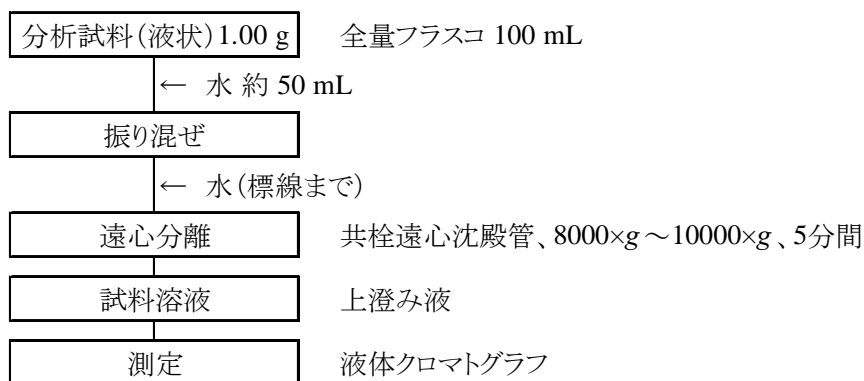 分析試料(液状)1.00 g 全量フラスコ 100 mL
← 水 約 50 mL
振り混ぜ
← 水(標線まで)
遠心分離 共栓遠心沈殿管、8000×g~10000×g、5分間
試料溶液 上澄み液
測定 液体クロマトグラフ